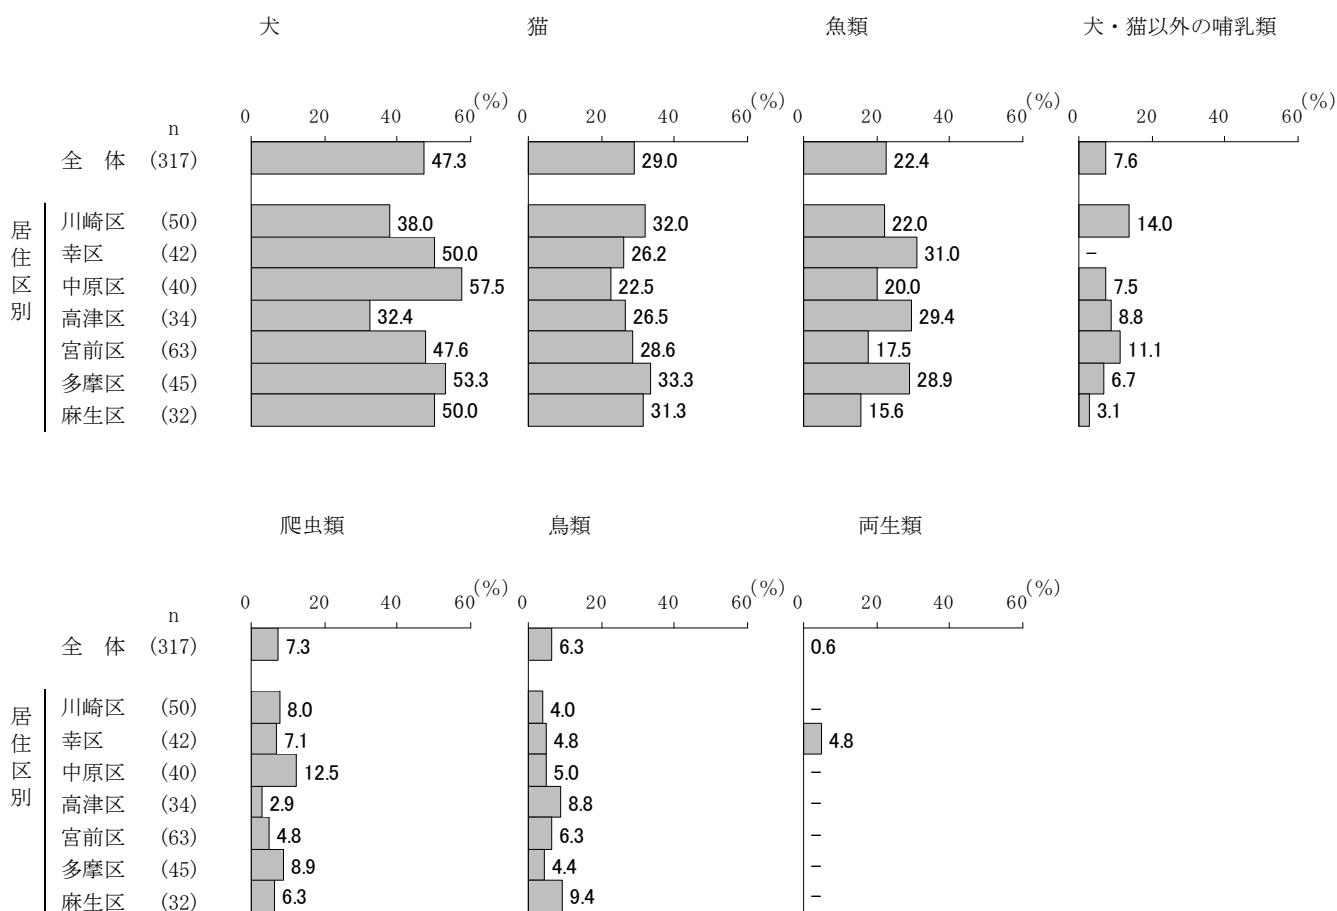 犬 猫 魚類 犬・猫以外の哺乳類
0 20 40 60 (%) 0 20 40 60 (%) 0 20 40 60 (%) 0 20 40 60 (%)
n
全 体 (317) 47.3 29.0 22.4 7.6
居住区別
川崎区 (50) 38.0 32.0 22.0 14.0
幸区 (42) 50.0 26.2 31.0 −
中原区 (40) 57.5 22.5 20.0 7.5
高津区 (34) 32.4 26.5 29.4 8.8
宮前区 (63) 47.6 28.6 17.5 11.1
多摩区 (45) 53.3 33.3 28.9 6.7
麻生区 (32) 50.0 31.3 15.6 3.1
爬虫類 鳥類 両生類
0 20 40 60 (%) 0 20 40 60 (%) 0 20 40 60 (%)
n
全 体 (317) 7.3 6.3 0.6
居住区別
川崎区 (50) 8.0 4.0 −
幸区 (42) 7.1 4.8 4.8
中原区 (40) 12.5 5.0 −
高津区 (34) 2.9 8.8 −
宮前区 (63) 4.8 6.3 −
多摩区 (45) 8.9 4.4 −
麻生区 (32) 6.3 9.4 −